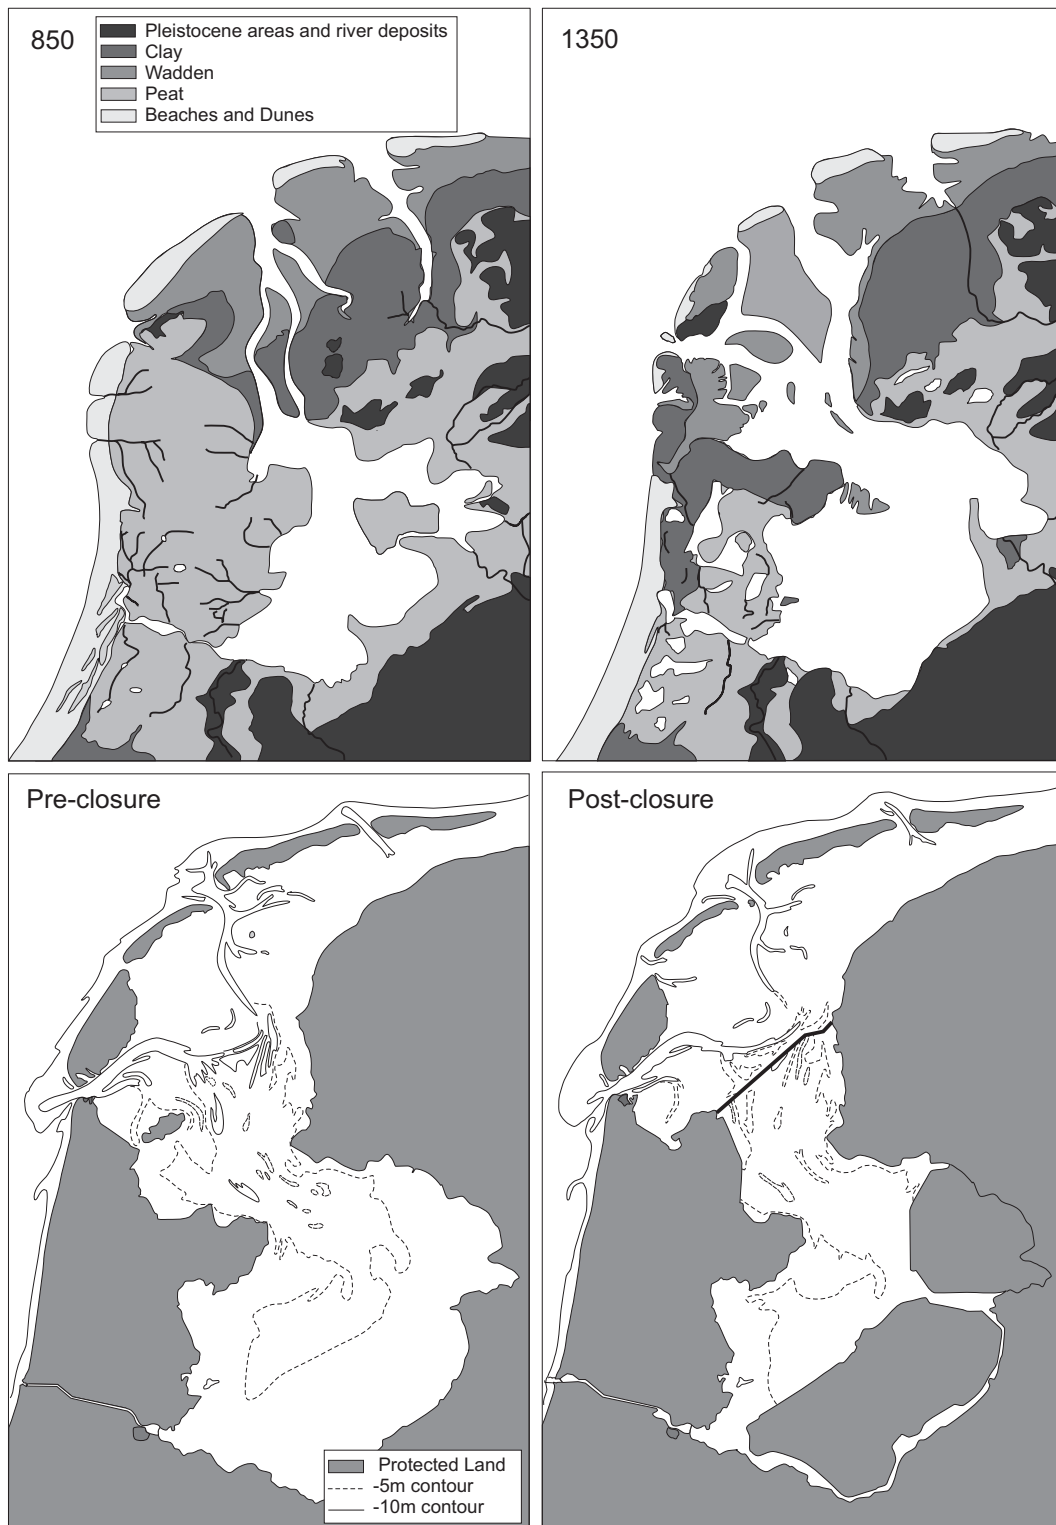 850
Pleistocene areas and river deposits
Clay
Wadden
Peat
Beaches and Dunes
1350
Pre-closure
Post-closure
Protected Land
-5m contour
-10m contour